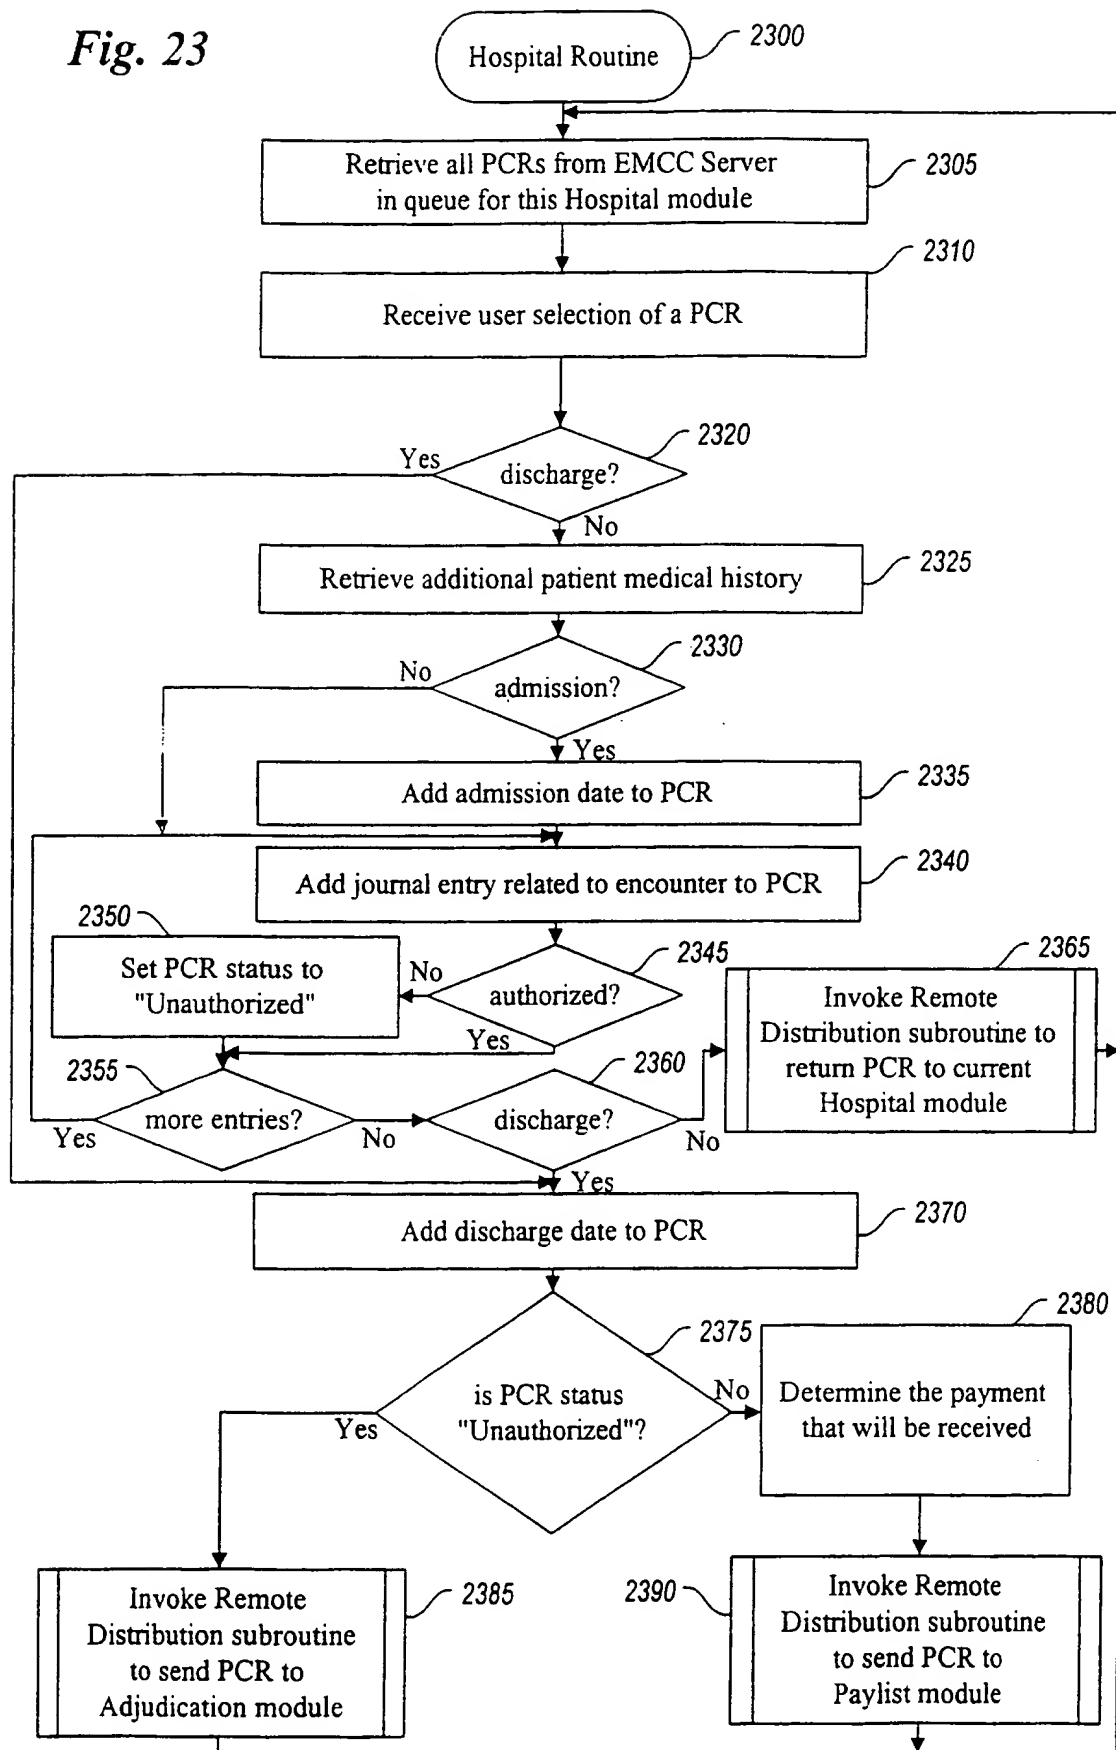 Fig. 23
Hospital Routine
2300
Retrieve all PCRs from EMCC Server
in queue for this Hospital module
2305
2310
Receive user selection of a PCR
2320
Yes
discharge?
No
Retrieve additional patient medical history
2325
2330
No
admission?
Yes
Add admission date to PCR
2335
Add journal entry related to encounter to PCR
2340
2350
Set PCR status to
"Unauthorized"
2345
No
authorized?
Yes
2365
Invoke Remote
Distribution subroutine to
return PCR to current
Hospital module
2355
more entries?
Yes
No
2360
discharge?
No
Yes
Add discharge date to PCR
2370
2375
is PCR status
"Unauthorized"?
Yes
No
2380
Determine the payment
that will be received
Invoke Remote
Distribution subroutine
to send PCR to
Adjudication module
2385
2390
Invoke Remote
Distribution subroutine
to send PCR to
Paylist module